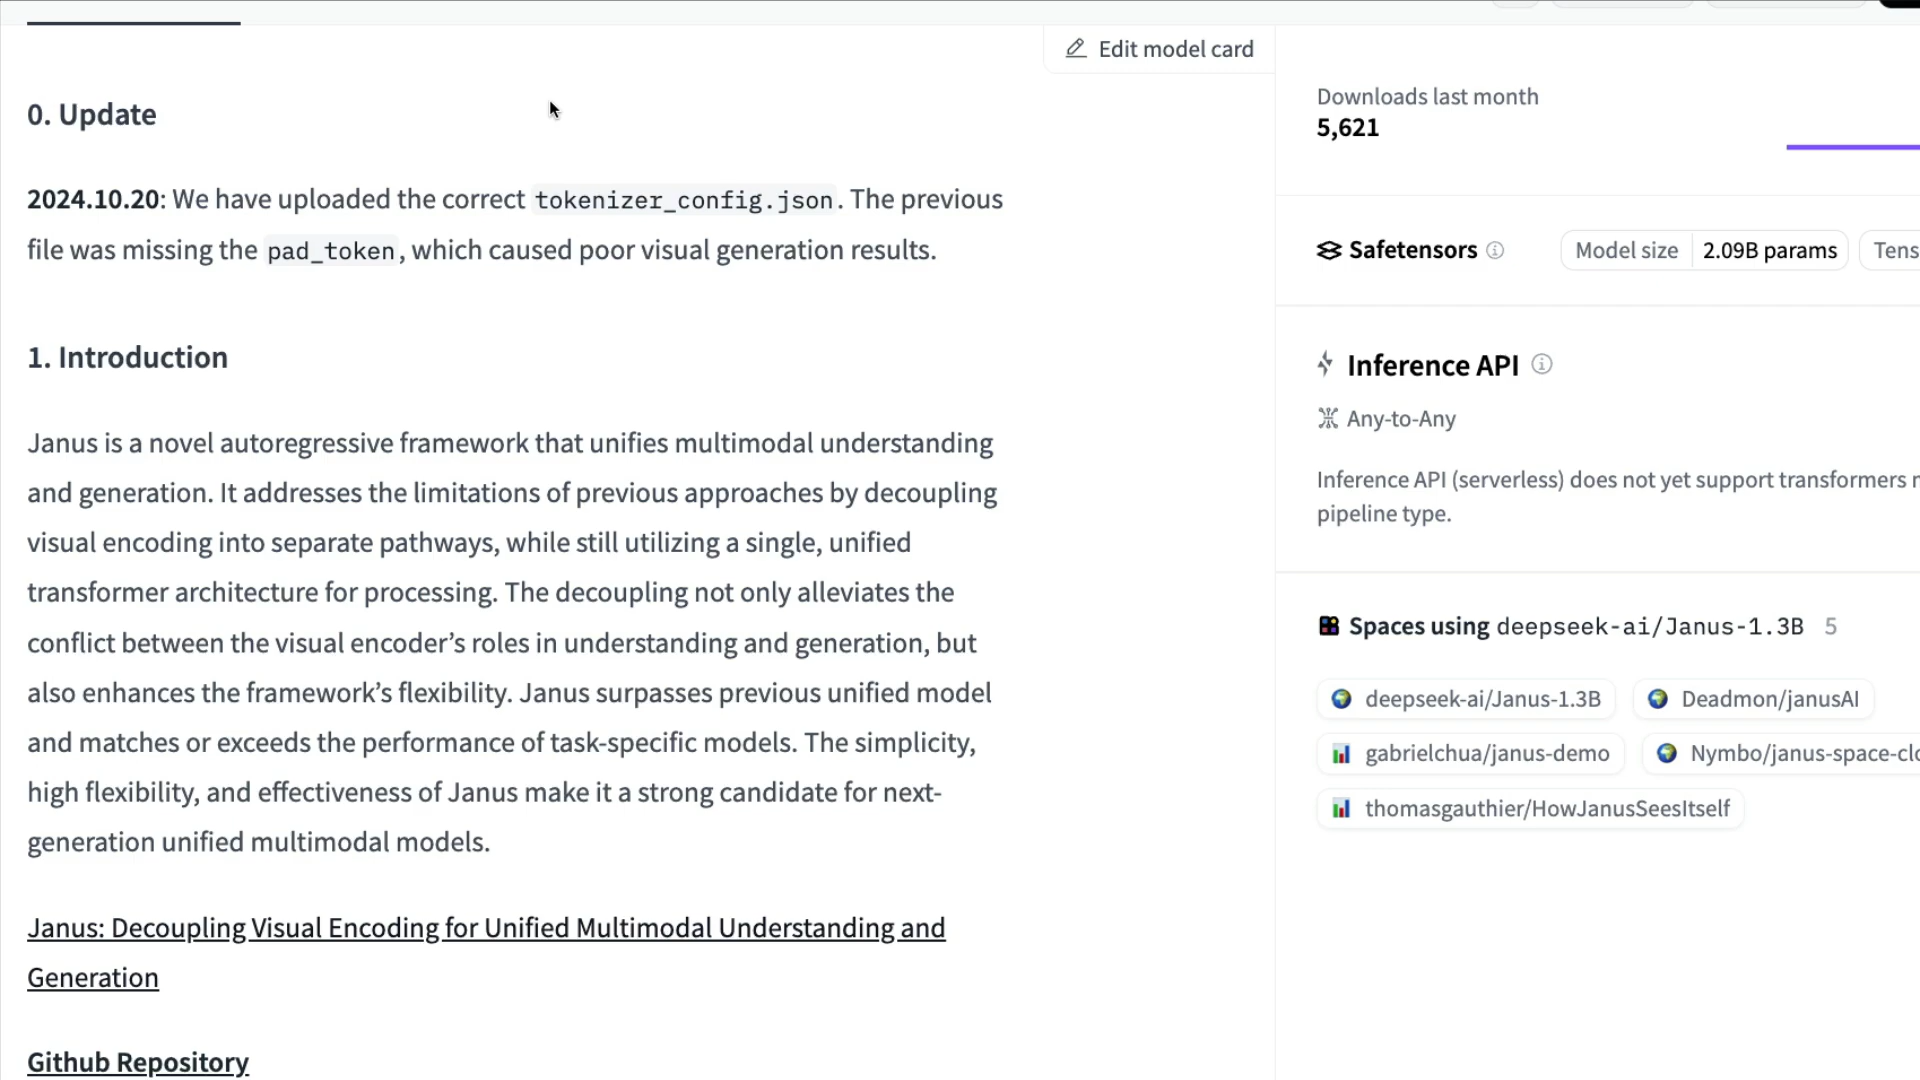 Edit model card
0. Update
2024.10.20: We have uploaded the correct tokenizer_config.json. The previous
file was missing the pad_token, which caused poor visual generation results.
1. Introduction
Janus is a novel autoregressive framework that unifies multimodal understanding
and generation. It addresses the limitations of previous approaches by decoupling
visual encoding into separate pathways, while still utilizing a single, unified
transformer architecture for processing. The decoupling not only alleviates the
conflict between the visual encoder’s roles in understanding and generation, but
also enhances the framework’s flexibility. Janus surpasses previous unified model
and matches or exceeds the performance of task-specific models. The simplicity,
high flexibility, and effectiveness of Janus make it a strong candidate for next-
generation unified multimodal models.
Janus: Decoupling Visual Encoding for Unified Multimodal Understanding and
Generation
Github Repository
Downloads last month
5,621
Safetensors Model size 2.09B params Tens
Inference API
Any-to-Any
Inference API (serverless) does not yet support transformers
pipeline type.
Spaces using deepseek-ai/Janus-1.3B 5
deepseek-ai/Janus-1.3B Deadmon/janusAI
gabrielchua/janus-demo Nymbo/janus-space-clo
thomasgauthier/HowJanusSeesItself